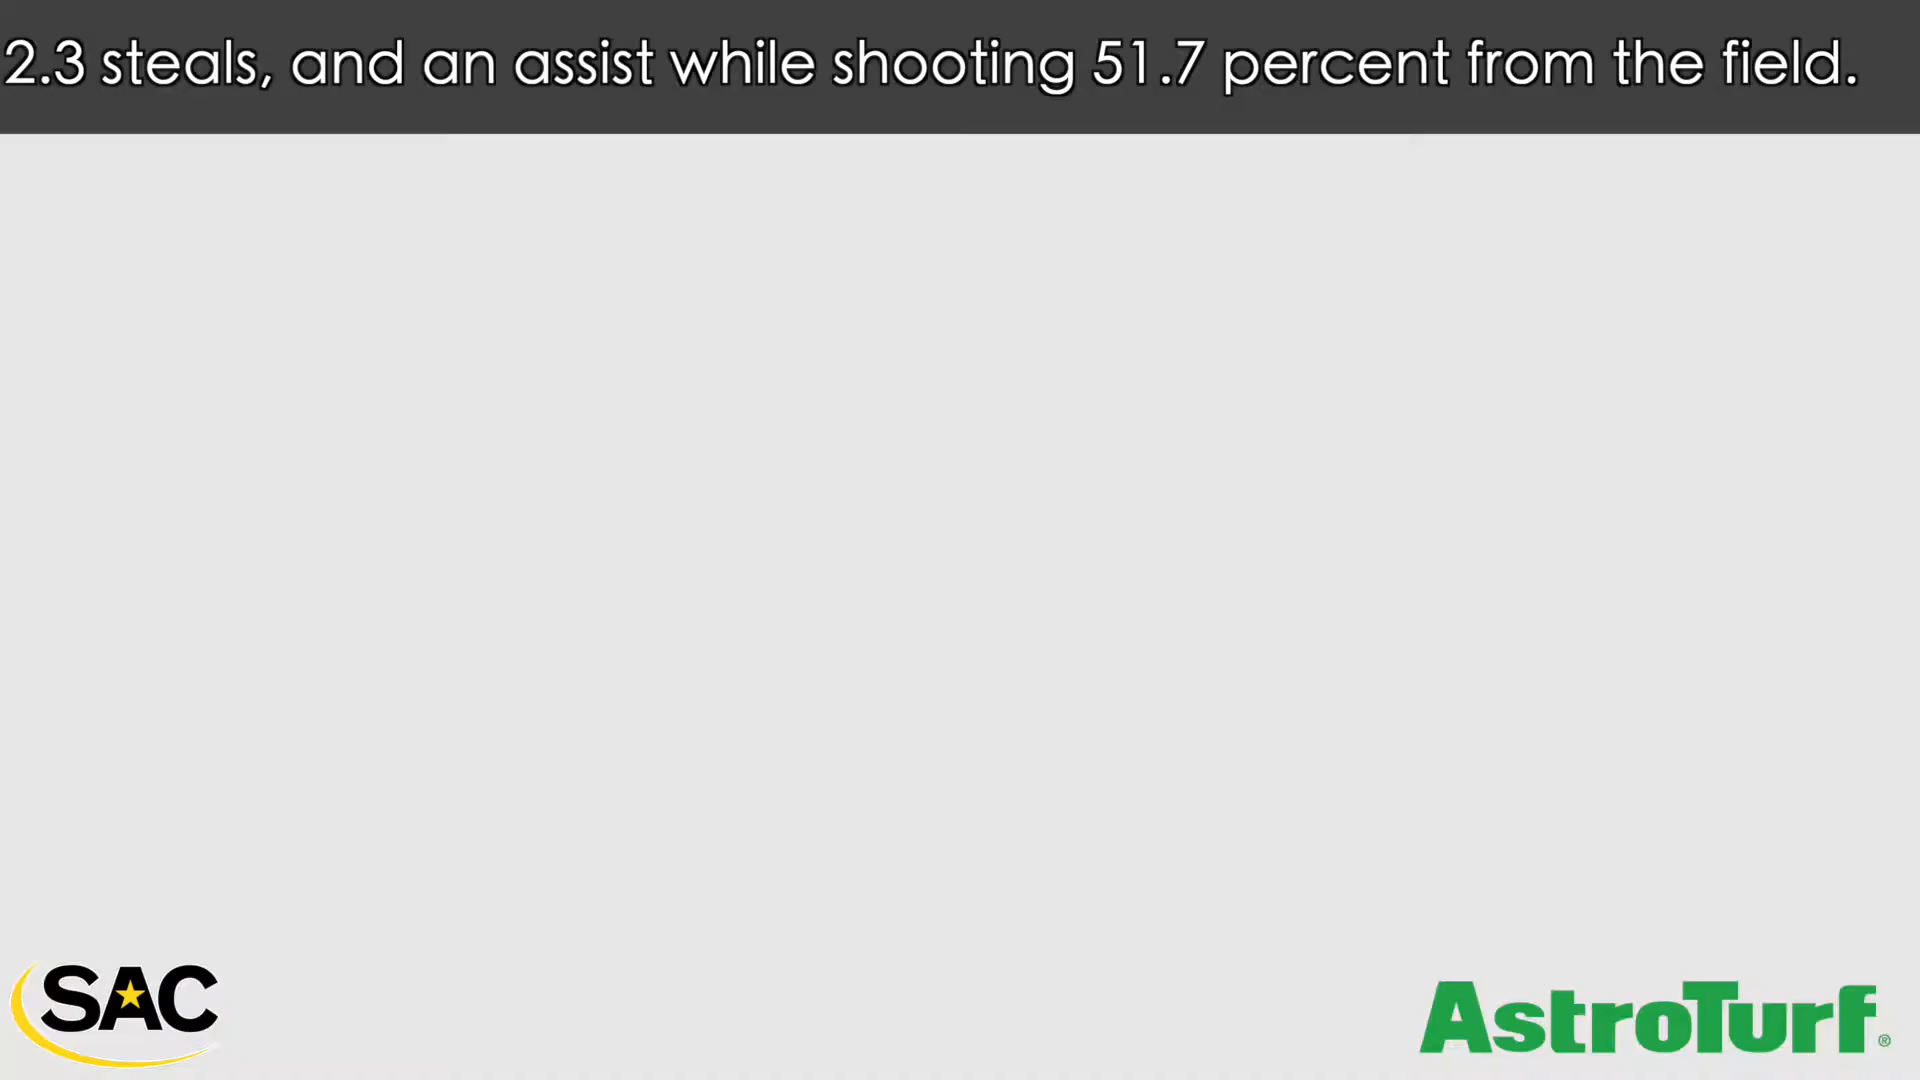 2.3 steals, and an assist while shooting 51.7 percent from the field.
SAC
AstroTurf®